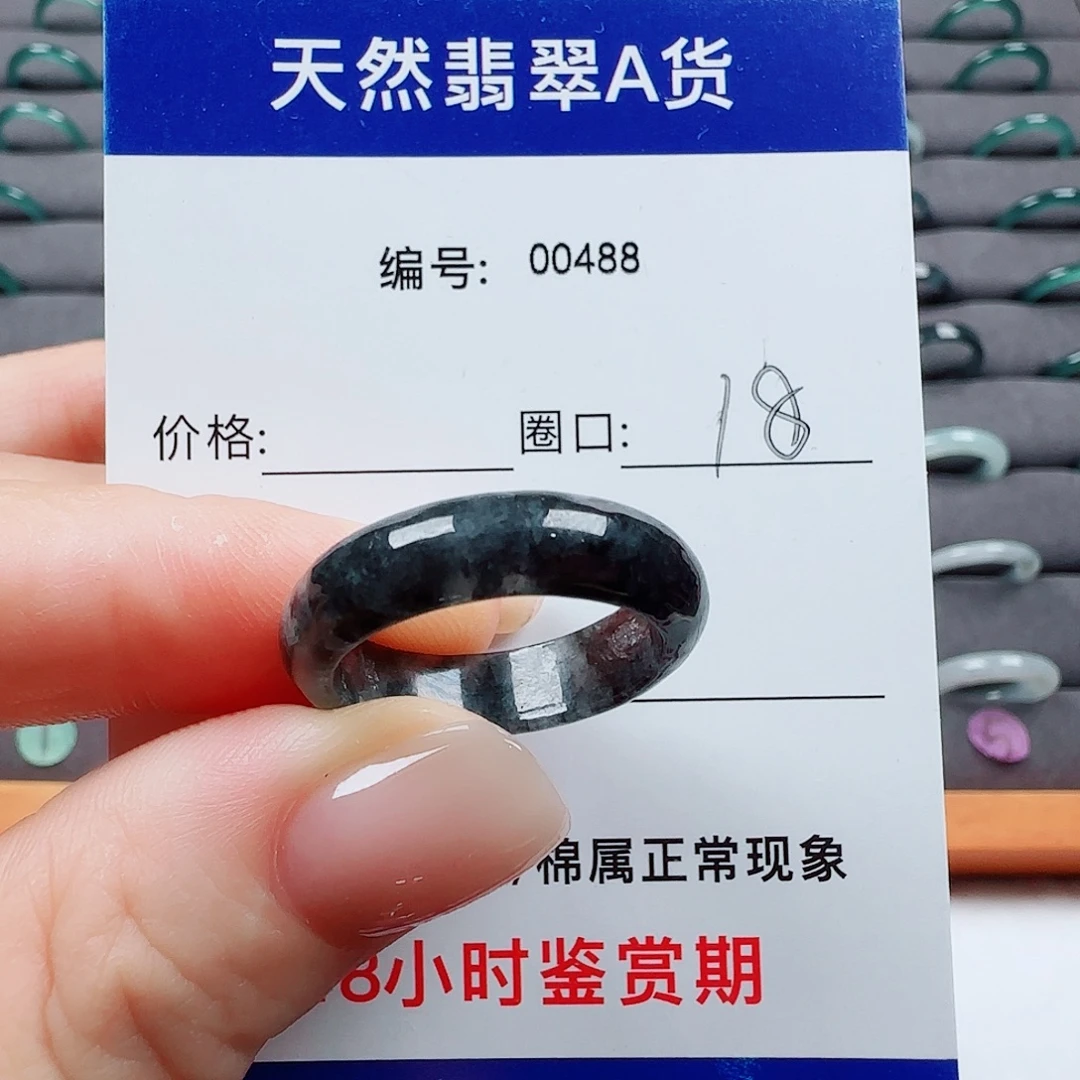 天然翡翠A货
编号: 00488
价格: 圈口: 18
棉属正常现象
8小时鉴赏期